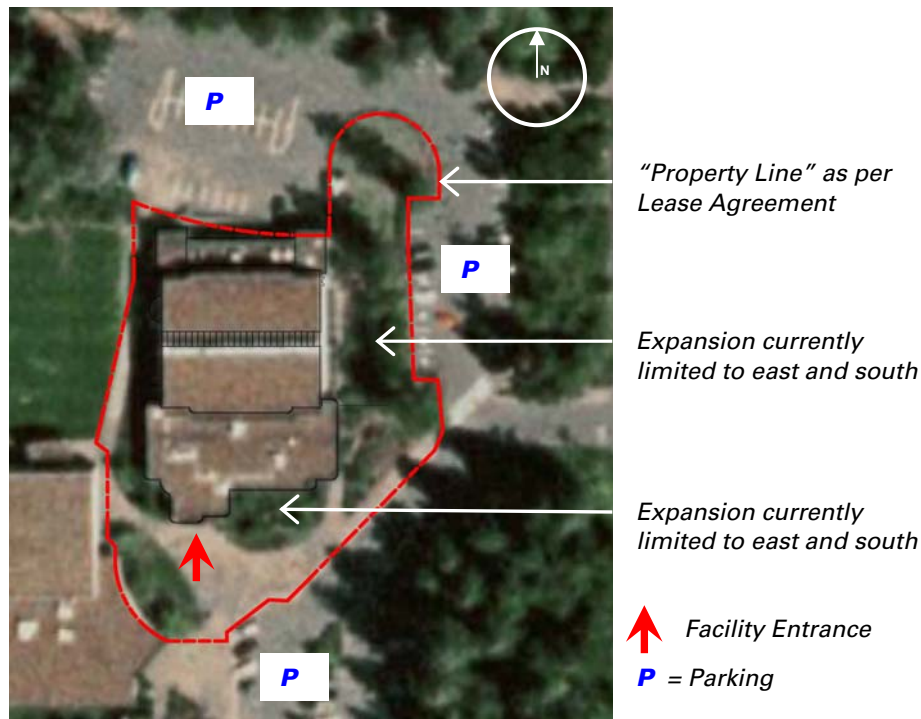 P
N
"Property Line" as per
Lease Agreement
P
Expansion currently
limited to east and south
Expansion currently
limited to east and south
Facility Entrance
P
P = Parking